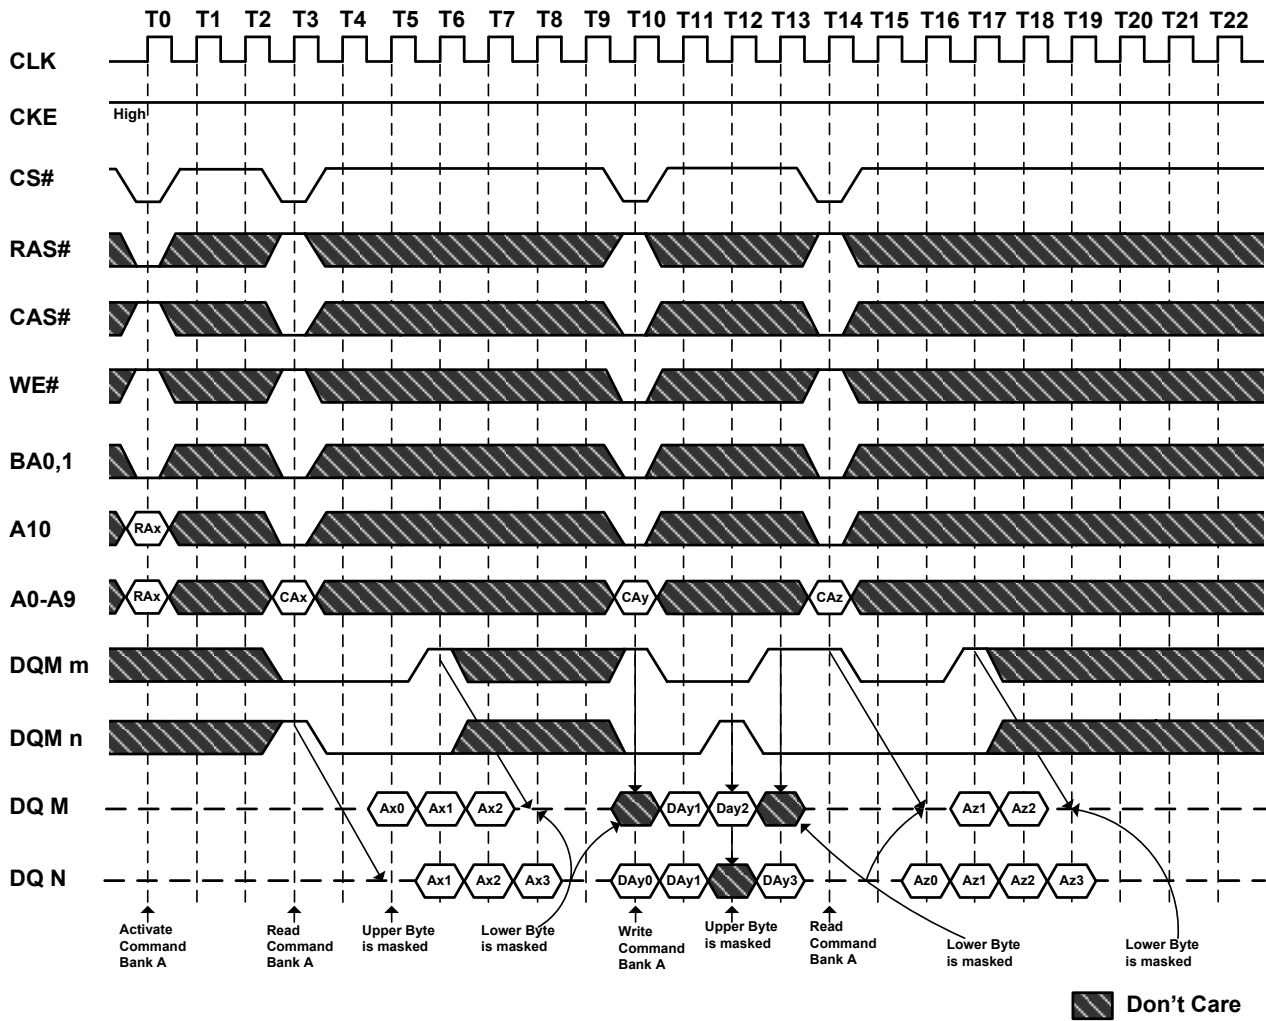 T0 T1 T2 T3 T4 T5 T6 T7 T8 T9 T10 T11 T12 T13 T14 T15 T16 T17 T18 T19 T20 T21 T22
CLK
CKE High
CS#
RAS#
CAS#
WE#
BA0,1
A10 RAx
A0-A9 RAx CAx CAy CAz
DQM m
DQM n
DQ M Ax0 Ax1 Ax2 DAy1 Day2 Az1 Az2
DQ N Ax1 Ax2 Ax3 DAy0 DAy1 DAy3 Az0 Az1 Az2 Az3
Activate
Command
Bank A
Read
Command
Bank A
Upper Byte
is masked
Lower Byte
is masked
Write
Command
Bank A
Upper Byte
is masked
Read
Command
Bank A
Lower Byte
is masked
Lower Byte
is masked
Don't Care